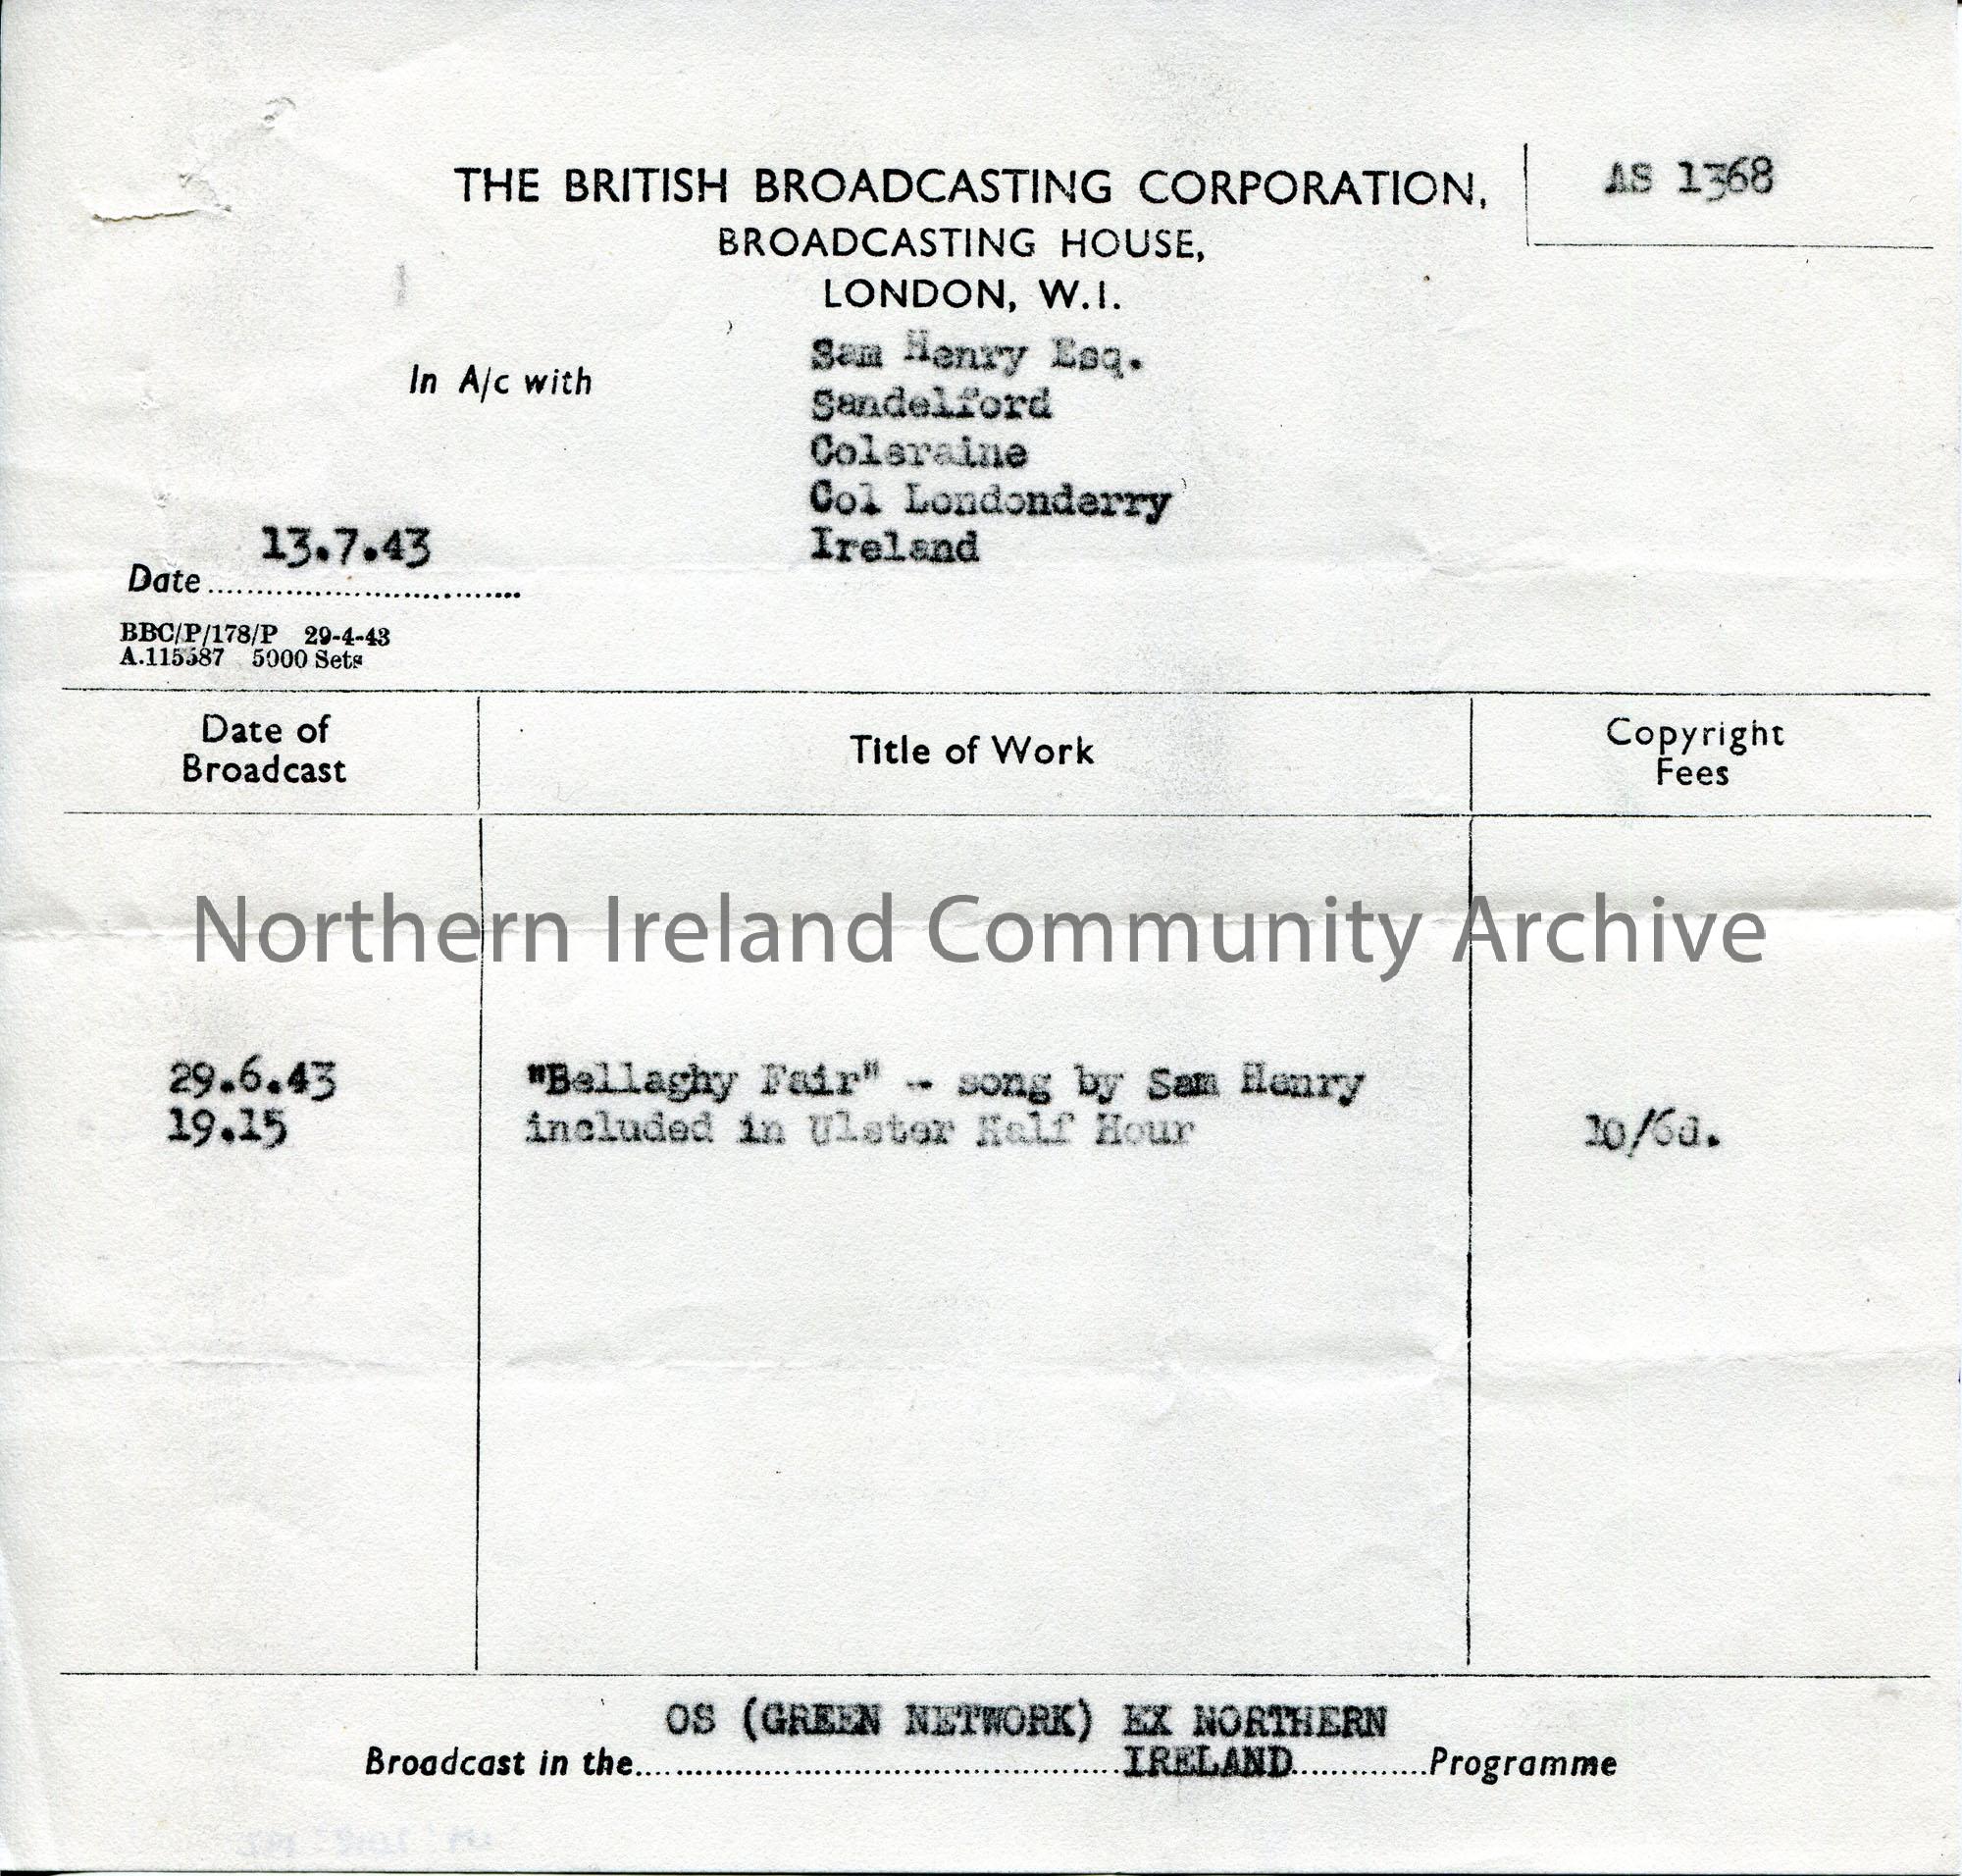 THE BRITISH BROADCASTING CORPORATION,
AS 1368
BROADCASTING HOUSE,
LONDON, W.I.
In A/c with
Sam Henry Esq.
Sandelford
Coleraine
Col Londonderry
Ireland
13.7.43
Date
BBC/P/178/P 29-4-43
A.115587 5000 Sets
Date of
Broadcast
Title of Work
Copyright
Fees
Northern Ireland Community Archive
29.6.43 "Bellaghy Fair" -- song by Sam Henry
19.15 included in Ulster Half Hour 10/6d.
OS (GREEN NETWORK) EX NORTHERN
Broadcast in the IRELAND Programme